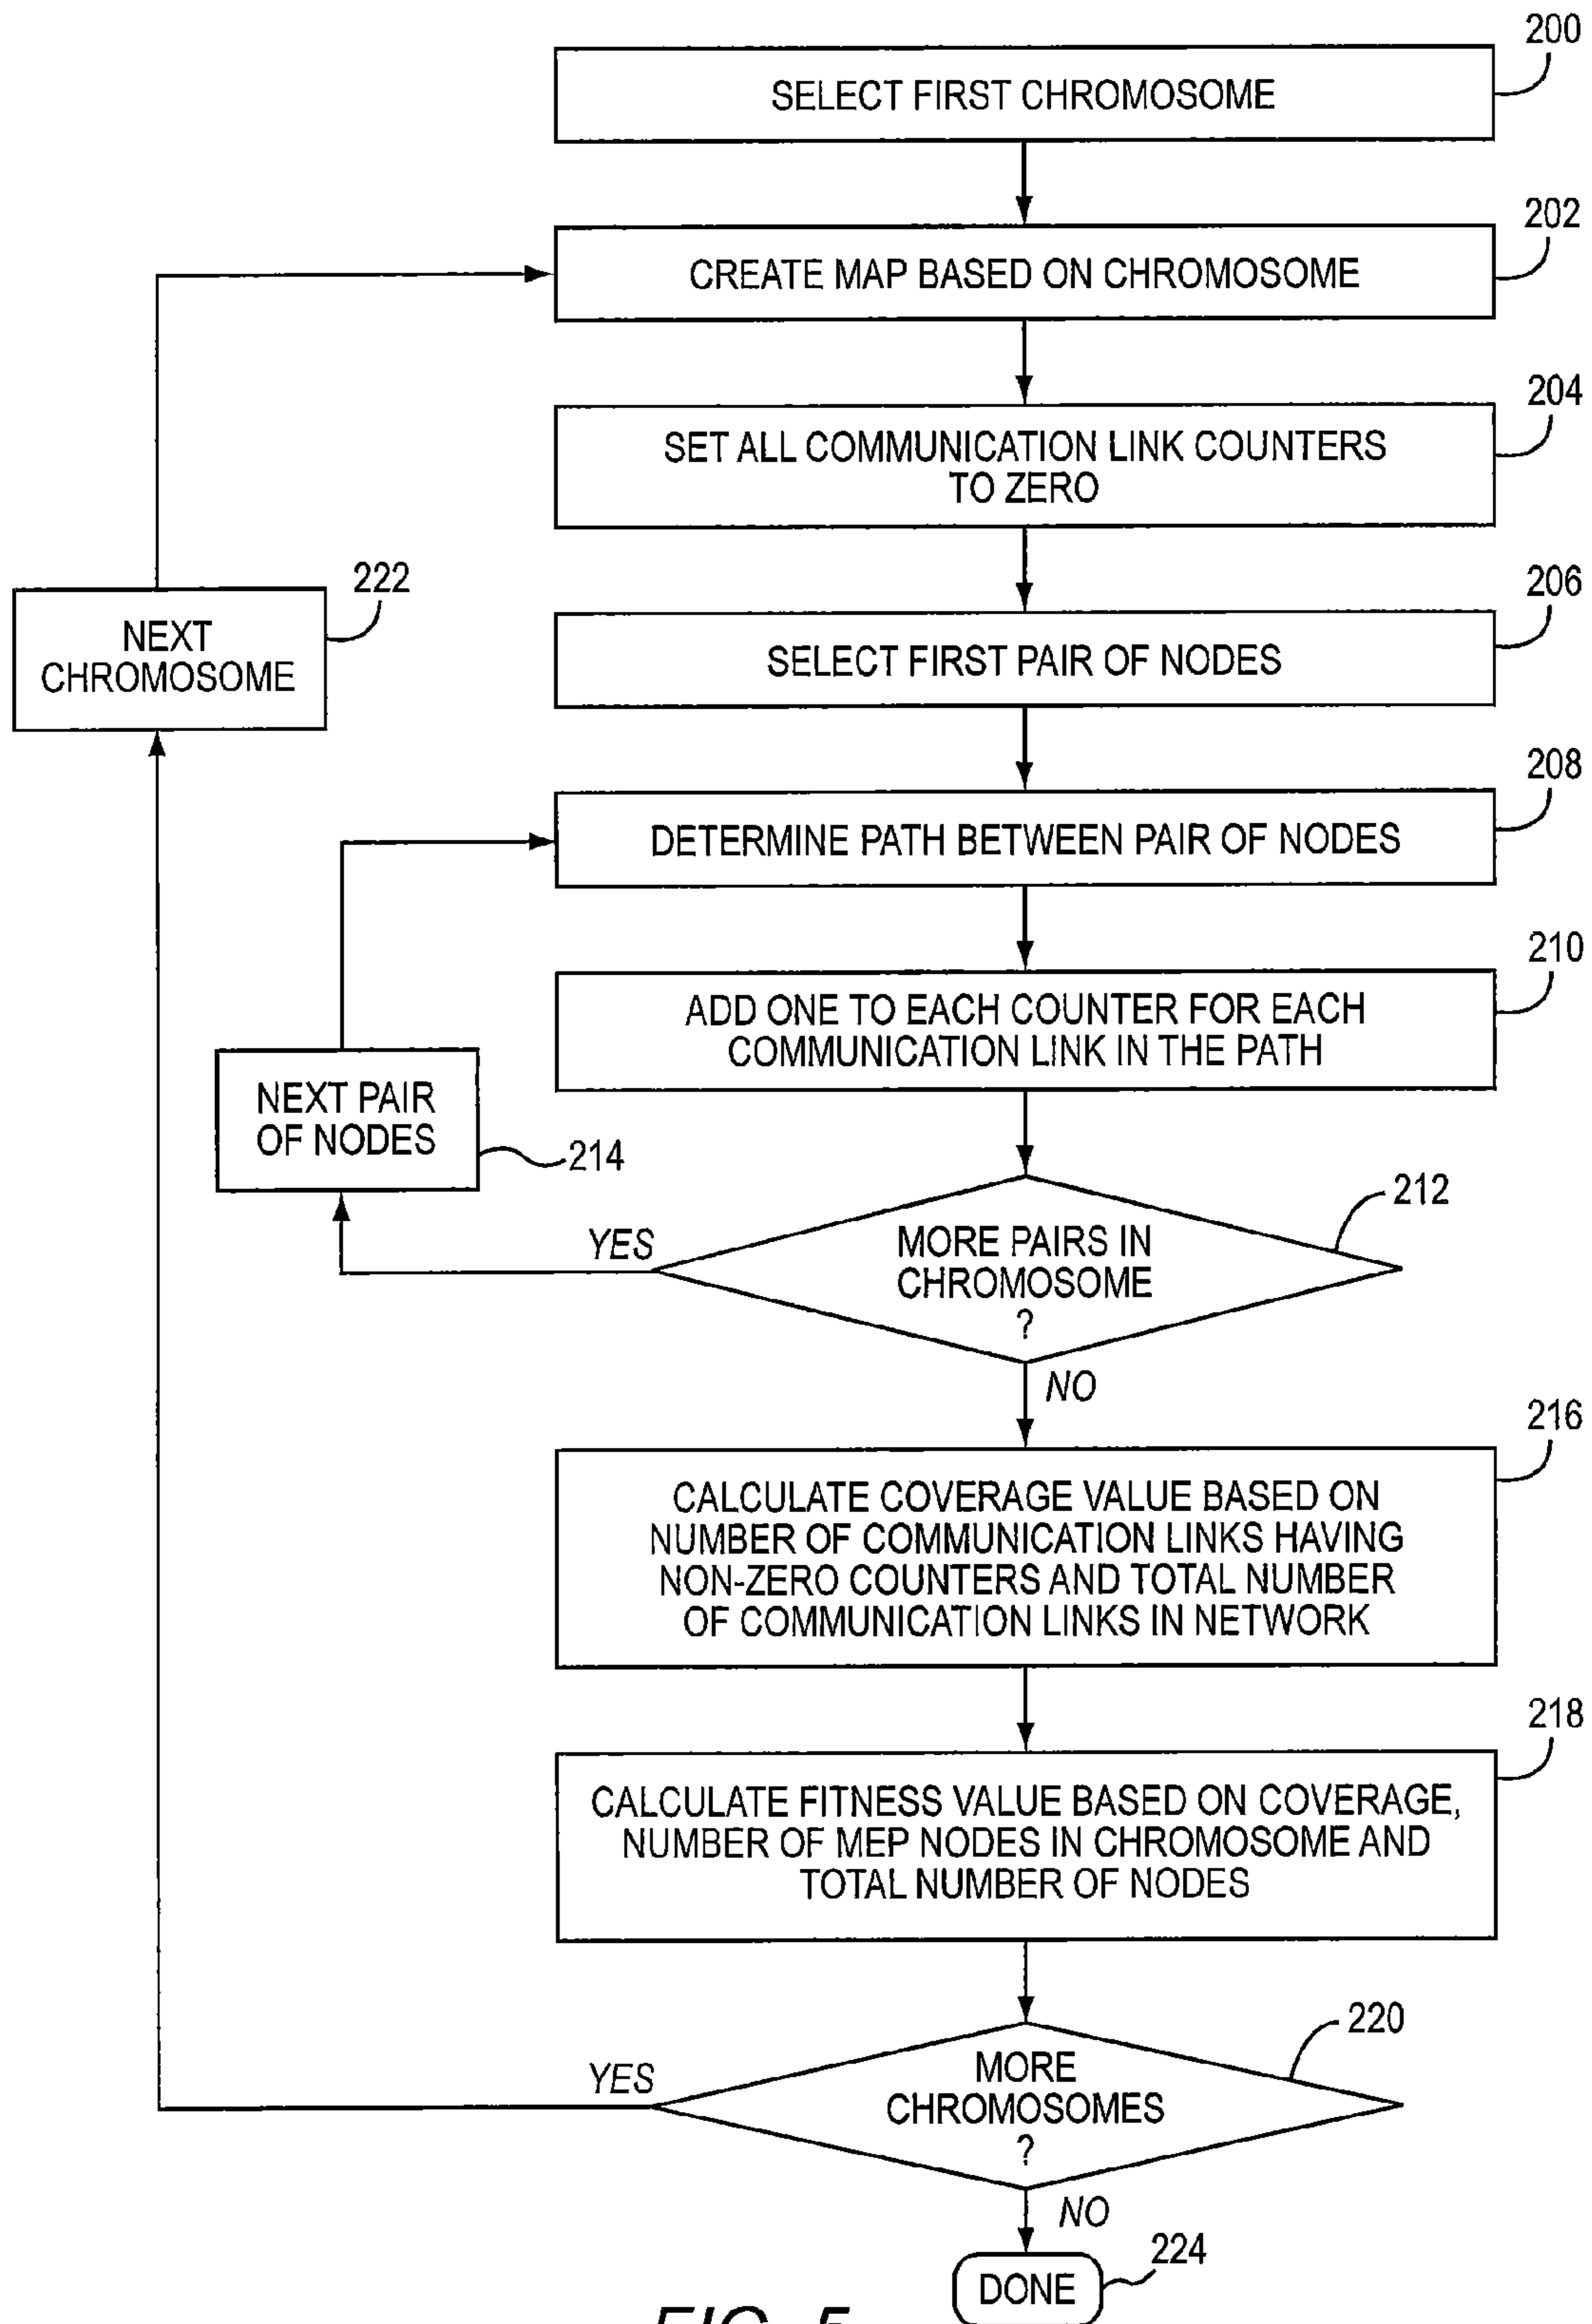 200
SELECT FIRST CHROMOSOME
202
CREATE MAP BASED ON CHROMOSOME
204
SET ALL COMMUNICATION LINK COUNTERS
TO ZERO
222
NEXT
CHROMOSOME
206
SELECT FIRST PAIR OF NODES
208
DETERMINE PATH BETWEEN PAIR OF NODES
210
ADD ONE TO EACH COUNTER FOR EACH
COMMUNICATION LINK IN THE PATH
NEXT PAIR
OF NODES
214
212
YES
MORE PAIRS IN
CHROMOSOME
?
NO
216
CALCULATE COVERAGE VALUE BASED ON
NUMBER OF COMMUNICATION LINKS HAVING
NON-ZERO COUNTERS AND TOTAL NUMBER
OF COMMUNICATION LINKS IN NETWORK
218
CALCULATE FITNESS VALUE BASED ON COVERAGE,
NUMBER OF MEP NODES IN CHROMOSOME AND
TOTAL NUMBER OF NODES
220
YES
MORE
CHROMOSOMES
?
NO
224
DONE
FIG. 5